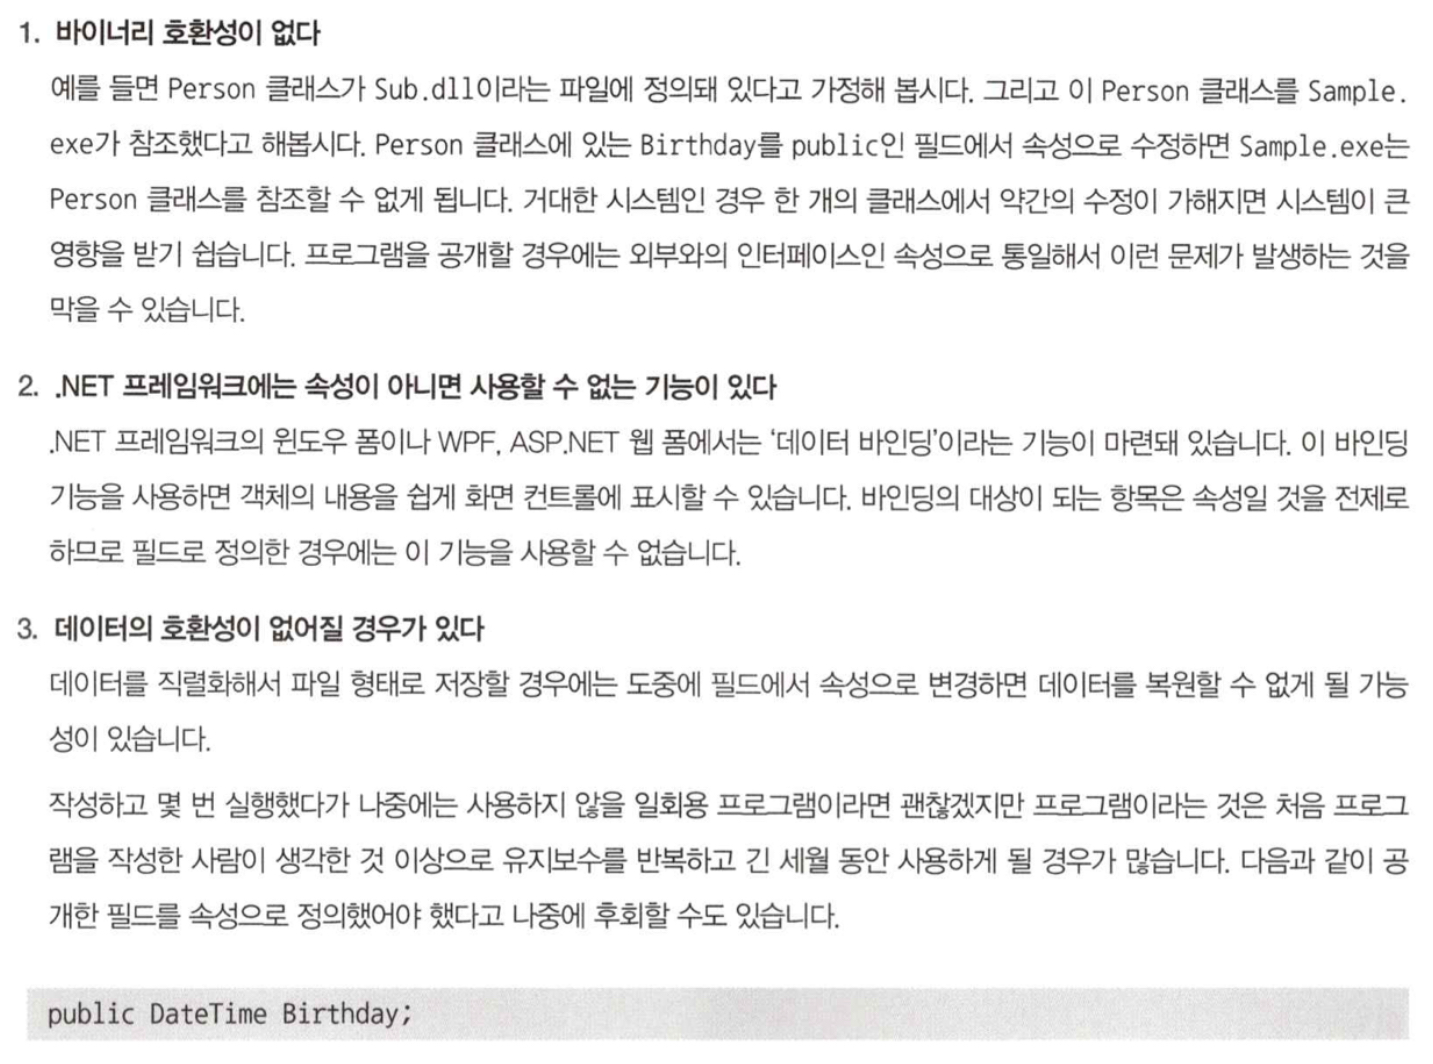 1. 바이너리 호환성이 없다
예를 들면 Person 클래스가 Sub.dll이라는 파일에 정의돼 있다고 가정해 봅시다. 그리고 이 Person 클래스를 Sample.
exe가 참조했다고 해봅시다. Person 클래스에 있는 Birthday를 public인 필드에서 속성으로 수정하면 Sample.exe는
Person 클래스를 참조할 수 없게 됩니다. 거대한 시스템인 경우 한 개의 클래스에서 약간의 수정이 가해지면 시스템이 큰
영향을 받기 쉽습니다. 프로그램을 공개할 경우에는 외부와의 인터페이스인 속성으로 통일해서 이런 문제가 발생하는 것을
막을 수 있습니다.
2. .NET 프레임워크에는 속성이 아니면 사용할 수 없는 기능이 있다
.NET 프레임워크의 윈도우 폼이나 WPF, ASP.NET 웹 폼에서는 '데이터 바인딩'이라는 기능이 마련돼 있습니다. 이 바인딩
기능을 사용하면 객체의 내용을 쉽게 화면 컨트롤에 표시할 수 있습니다. 바인딩의 대상이 되는 항목은 속성일 것을 전제로
하므로 필드로 정의한 경우에는 이 기능을 사용할 수 없습니다.
3. 데이터의 호환성이 없어질 경우가 있다
데이터를 직렬화해서 파일 형태로 저장할 경우에는 도중에 필드에서 속성으로 변경하면 데이터를 복원할 수 없게 될 가능
성이 있습니다.
작성하고 몇 번 실행했다가 나중에는 사용하지 않을 일회용 프로그램이라면 괜찮겠지만 프로그램이라는 것은 처음 프로그
램을 작성한 사람이 생각한 것 이상으로 유지보수를 반복하고 긴 세월 동안 사용하게 될 경우가 많습니다. 다음과 같이 공
개한 필드를 속성으로 정의했어야 했다고 나중에 후회할 수도 있습니다.
public DateTime Birthday;